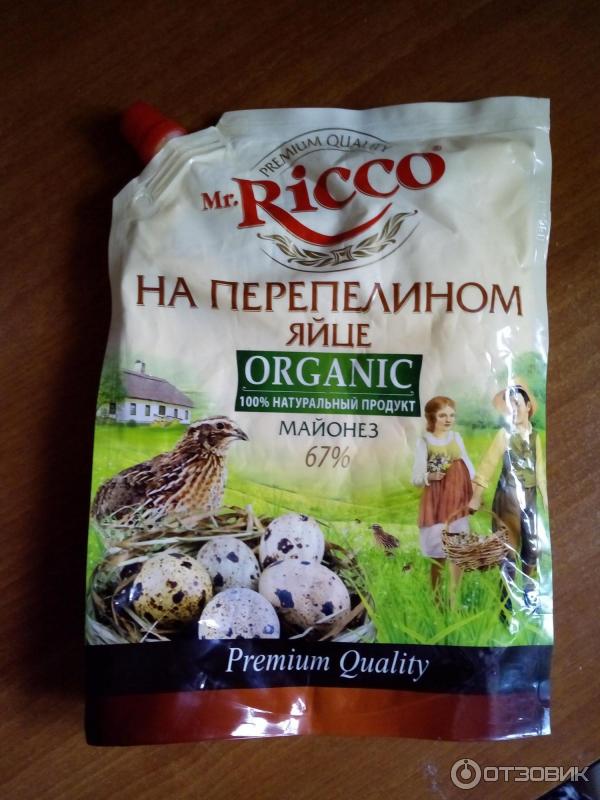 PREMIUM QUALITY
Mr. Ricco®
НА ПЕРЕПЕЛИНОМ
ЯЙЦЕ
ORGANIC
100% НАТУРАЛЬНЫЙ ПРОДУКТ
МАЙОНЕЗ
67%
Premium Quality
ОТЗОВИК